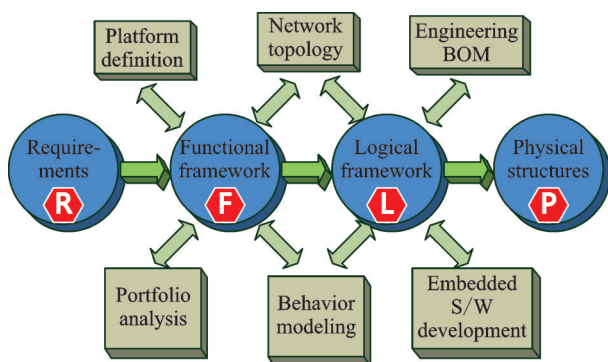 Platform
definition
Network
topology
Engineering
BOM
Require-
ments
R
Functional
framework
F
Logical
framework
L
Physical
structures
P
Portfolio
analysis
Behavior
modeling
Embedded
S/W
development